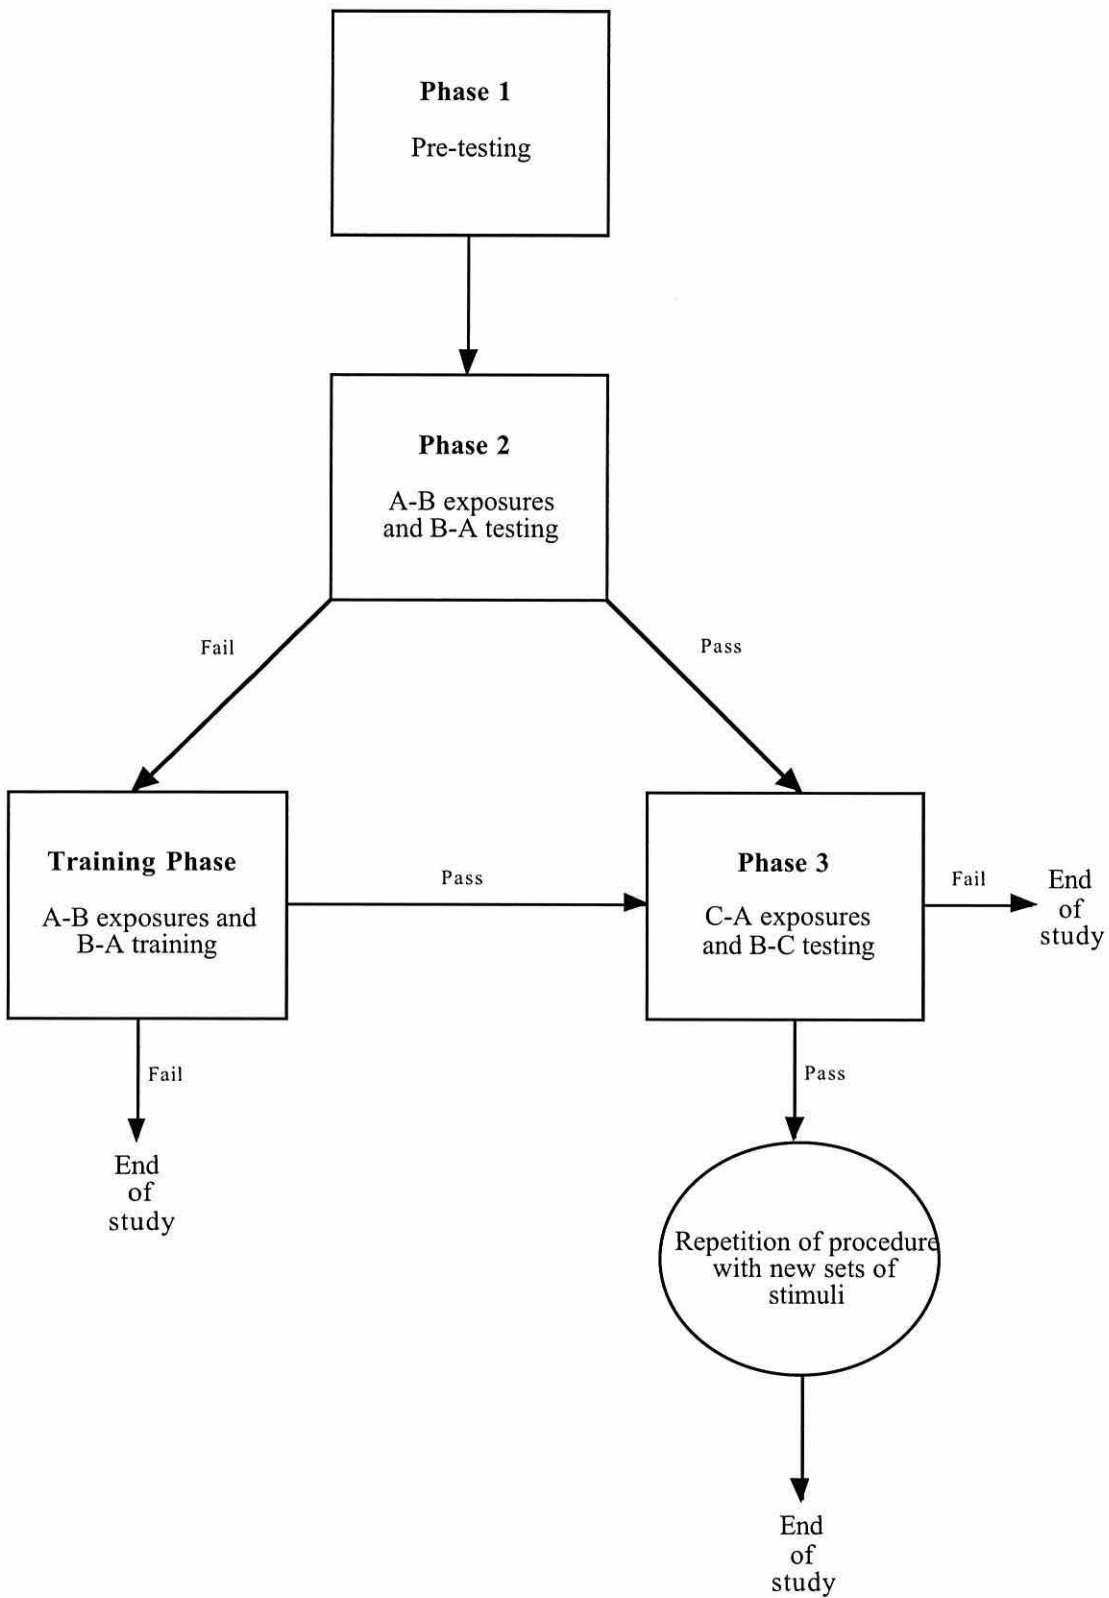 Phase 1
Pre-testing
Phase 2
A-B exposures
and B-A testing
Fail
Pass
Training Phase
A-B exposures and
B-A training
Pass
Phase 3
C-A exposures
and B-C testing
Fail
End
of
study
Fail
End
of
study
Pass
Repetition of procedure
with new sets of
stimuli
End
of
study